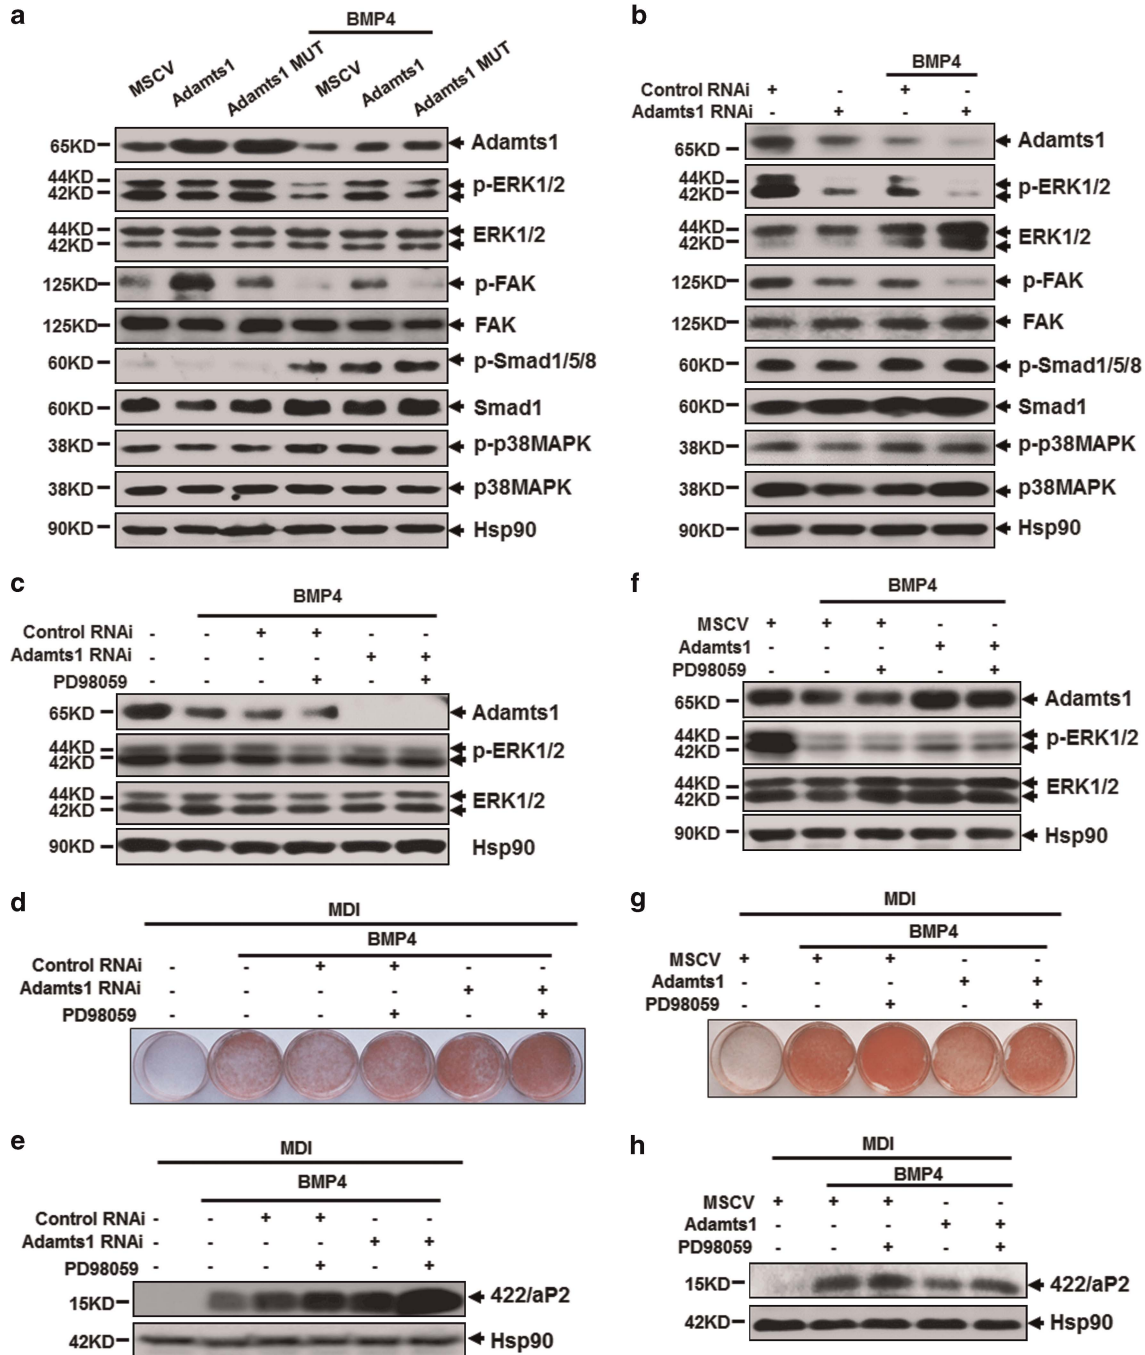 a
BMP4
MSCV Adamts1 Adamts1 MUT MSCV Adamts1 Adamts1 MUT
65KD Adamts1
44KD
42KD p-ERK1/2
44KD
42KD ERK1/2
125KD p-FAK
125KD FAK
60KD p-Smad1/5/8
60KD Smad1
38KD p-p38MAPK
38KD p38MAPK
90KD Hsp90
b
BMP4
Control RNAi + - + -
Adamts1 RNAi - + - +
65KD Adamts1
44KD
42KD p-ERK1/2
44KD
42KD ERK1/2
125KD p-FAK
125KD FAK
60KD p-Smad1/5/8
60KD Smad1
38KD p-p38MAPK
38KD p38MAPK
90KD Hsp90
c
BMP4
Control RNAi - - + + - -
Adamts1 RNAi - - - - + +
PD98059 - - - + - +
65KD Adamts1
44KD
42KD p-ERK1/2
44KD
42KD ERK1/2
90KD Hsp90
f
BMP4
MSCV + + + - -
Adamts1 - - - + +
PD98059 - - + - +
65KD Adamts1
44KD
42KD p-ERK1/2
44KD
42KD ERK1/2
90KD Hsp90
d
MDI
BMP4
Control RNAi - - + + - -
Adamts1 RNAi - - - - + +
PD98059 - - - + - +
g
MDI
BMP4
MSCV + + + - -
Adamts1 - - - + +
PD98059 - - + - +
e
MDI
BMP4
Control RNAi - - + + - -
Adamts1 RNAi - - - - + +
PD98059 - - - + - +
15KD 422/aP2
42KD Hsp90
h
MDI
BMP4
MSCV + + + - -
Adamts1 - - - + +
PD98059 - - + - +
15KD 422/aP2
42KD Hsp90